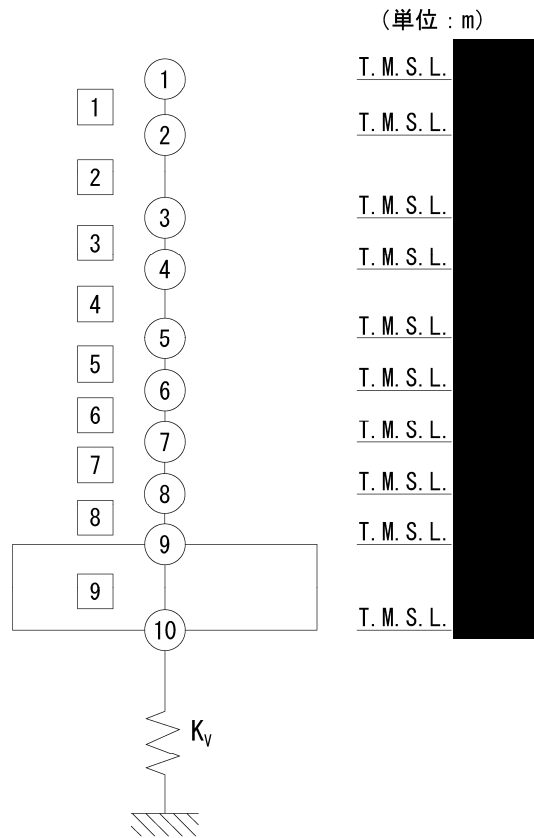 (単位：m)
1 T. M. S. L.
1
2 T. M. S. L.
2
3 T. M. S. L.
3
4 T. M. S. L.
4
5 T. M. S. L.
5
6 T. M. S. L.
6
7 T. M. S. L.
7
8 T. M. S. L.
8
9 T. M. S. L.
9
10 T. M. S. L.
KV